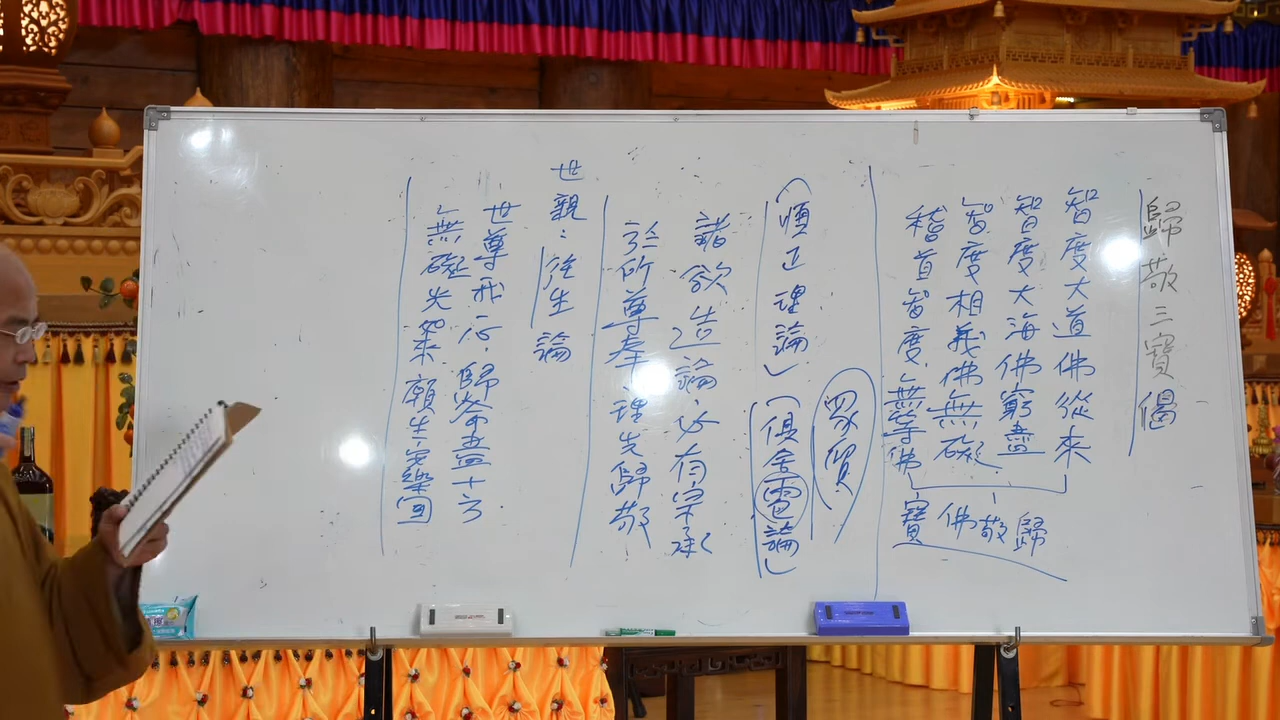 歸敬三寶偈
智度大道佛從來
智度大海佛窮盡
智度相義佛無礙
稽首智度無等佛
歸敬佛寶
眾賢
(順正理論)(俱舍雹論)
諸欲造論必有宗承
於所尊奉理先歸敬
世親:往生論
世尊我一心歸命盡十方
無礙光如來願生安樂國